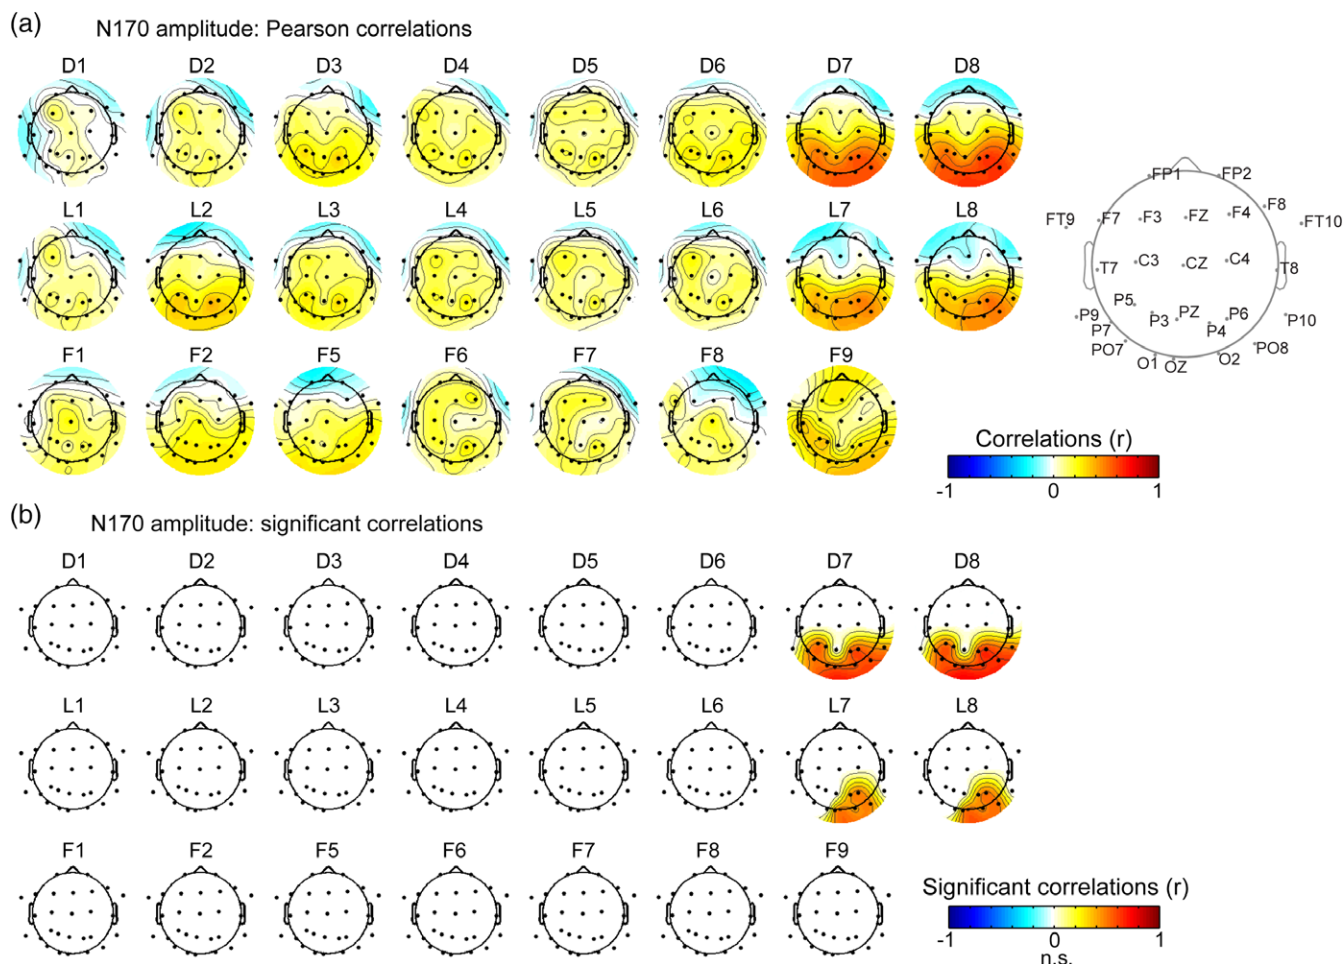 (a)
N170 amplitude: Pearson correlations
D1 D2 D3 D4 D5 D6 D7 D8
L1 L2 L3 L4 L5 L6 L7 L8
F1 F2 F5 F6 F7 F8 F9
FP1 FP2
FT9 F7 F3 FZ F4 F8 FT10
T7 C3 CZ C4 T8
P9 P7 P5 P3 PZ P4 P6 P10
PO7 O1 OZ O2 PO8
Correlations (r)
-1 0 1
(b)
N170 amplitude: significant correlations
D1 D2 D3 D4 D5 D6 D7 D8
L1 L2 L3 L4 L5 L6 L7 L8
F1 F2 F5 F6 F7 F8 F9
Significant correlations (r)
-1 0 1
n.s.